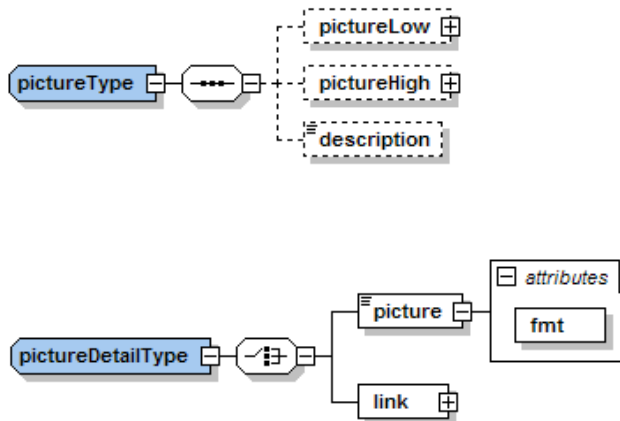 pictureLow
pictureType
pictureHigh
description
attributes
picture
fmt
pictureDetailType
link